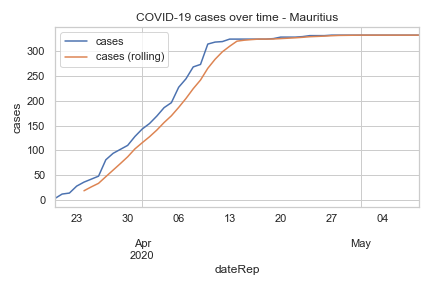 COVID-19 cases over time - Mauritius
cases
cases (rolling)
cases
300
250
200
150
100
50
0
23 30 06 13 20 27 04
Apr May
2020
dateRep